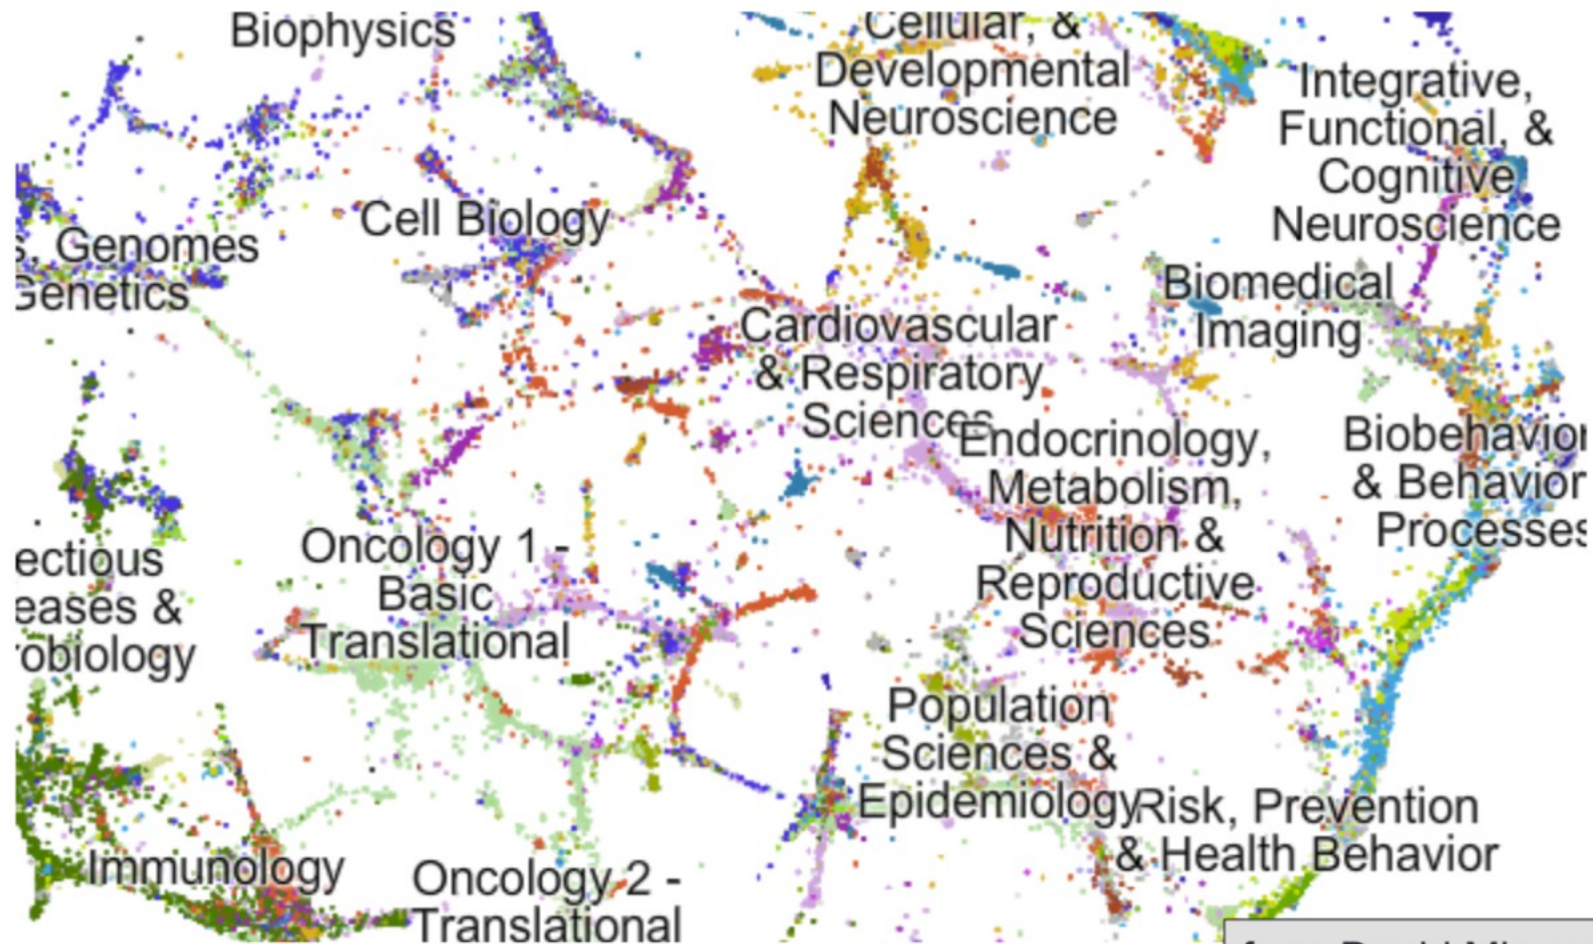 Biophysics
Cellular, &
Developmental
Neuroscience
Integrative,
Functional, &
Cognitive
Neuroscience
Cell Biology
s, Genomes
Genetics
Biomedical
Imaging
Cardiovascular
& Respiratory
Sciences
Endocrinology,
Metabolism,
Nutrition &
Reproductive
Sciences
Biobehavior
& Behavior
Processes
Oncology 1 -
Basic
Translational
ectious
eases &
obiology
Population
Sciences &
Epidemiology
Risk, Prevention
& Health Behavior
Immunology
Oncology 2 -
Translational